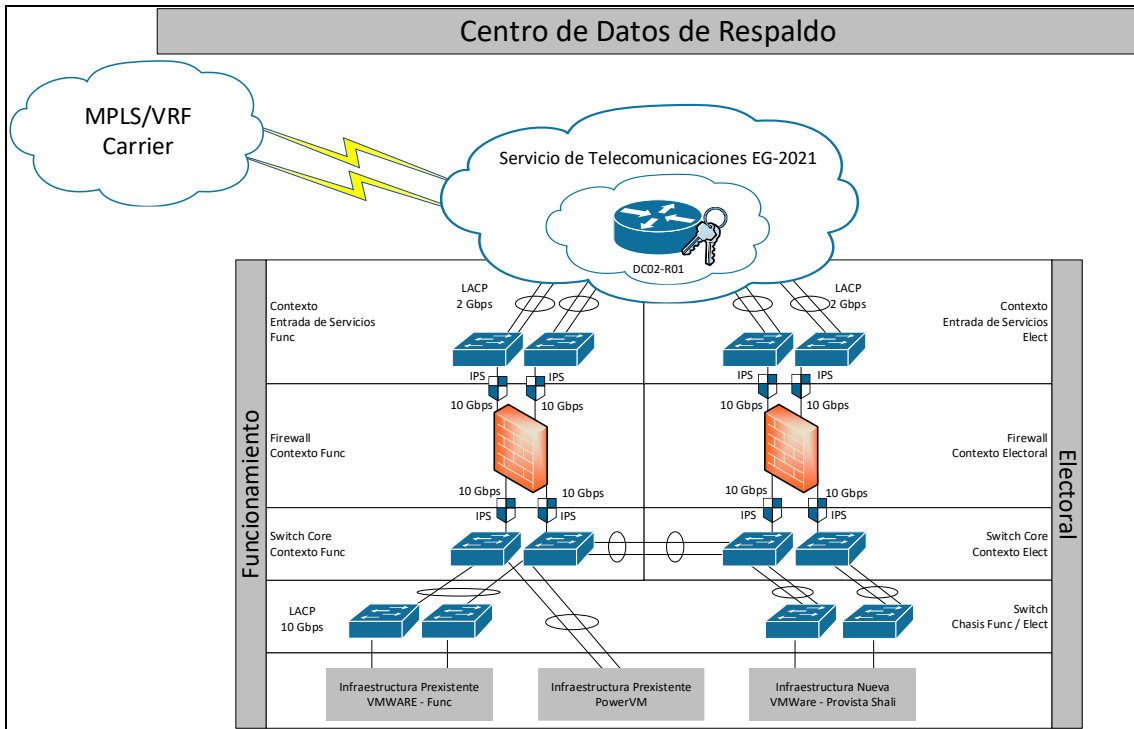 Centro de Datos de Respaldo
MPLS/VRF
Carrier
Servicio de Telecomunicaciones EG-2021
DC02-R01
Funcionamiento
Electoral
Contexto
Entrada de Servicios
Func
LACP
2 Gbps
LACP
2 Gbps
Contexto
Entrada de Servicios
Elect
IPS
IPS
IPS
IPS
10 Gbps
10 Gbps
10 Gbps
10 Gbps
Firewall
Contexto Func
Firewall
Contexto Electoral
10 Gbps
10 Gbps
10 Gbps
10 Gbps
IPS
IPS
IPS
IPS
Switch Core
Contexto Func
Switch Core
Contexto Elect
LACP
10 Gbps
Switch
Chasis Func / Elect
Infraestructura Prexistente
VMWARE - Func
Infraestructura Prexistente
PowerVM
Infraestructura Nueva
VMWare - Provista Shali